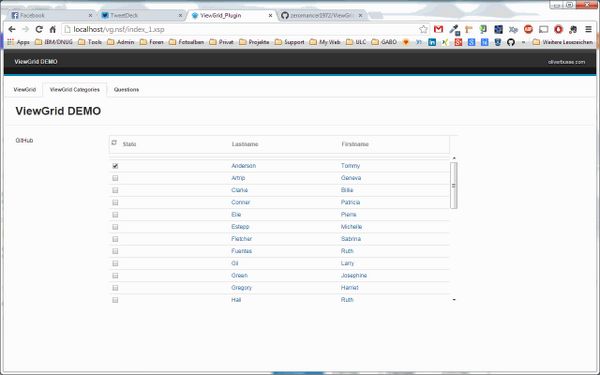 Facebook
TweetDeck
ViewGrid_Plugin
zeromancer1972/ViewGri
localhost/vg.nsf/index_1.xsp
Apps
IBM/DNUG
Tools
Admin
Foren
Fotoalben
Privat
Projekte
Support
My Web
ULC
GABO
Weitere Lesezeichen
ViewGrid DEMO
oliverbusse.com
ViewGrid
ViewGrid Categories
Questions
ViewGrid DEMO
GitHub
State Lastname Firstname
Anderson Tommy
Artrip Geneva
Clarke Billie
Conner Patricia
Elie Pierre
Estepp Michelle
Fletcher Sabrina
Fuentes Ruth
Gil Larry
Green Josephine
Gregory Harriet
Hall Ruth